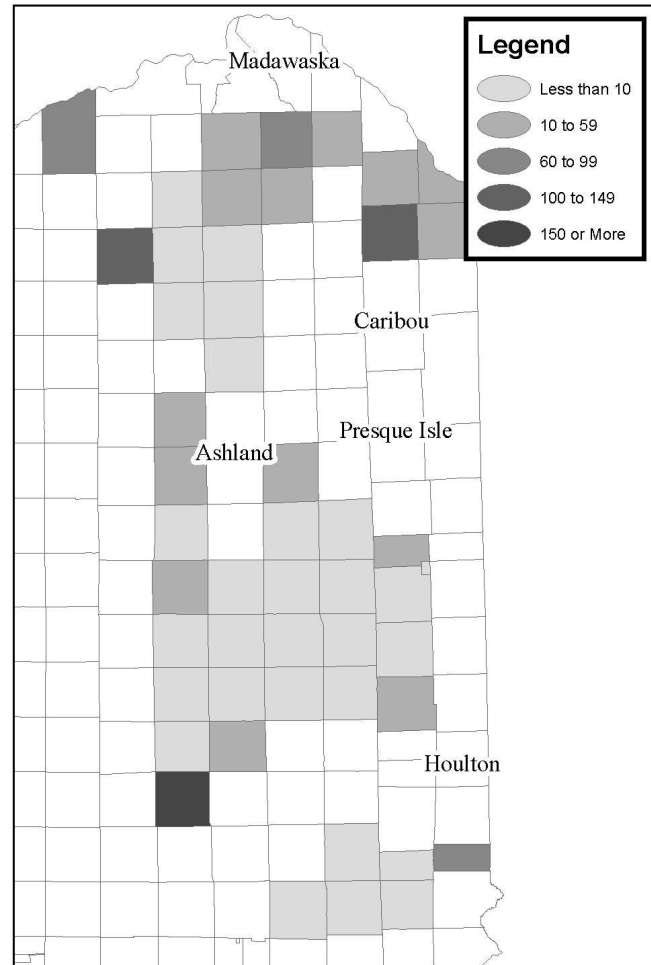 Madawaska
Legend
Less than 10
10 to 59
60 to 99
100 to 149
150 or More
Caribou
Presque Isle
Ashland
Houlton